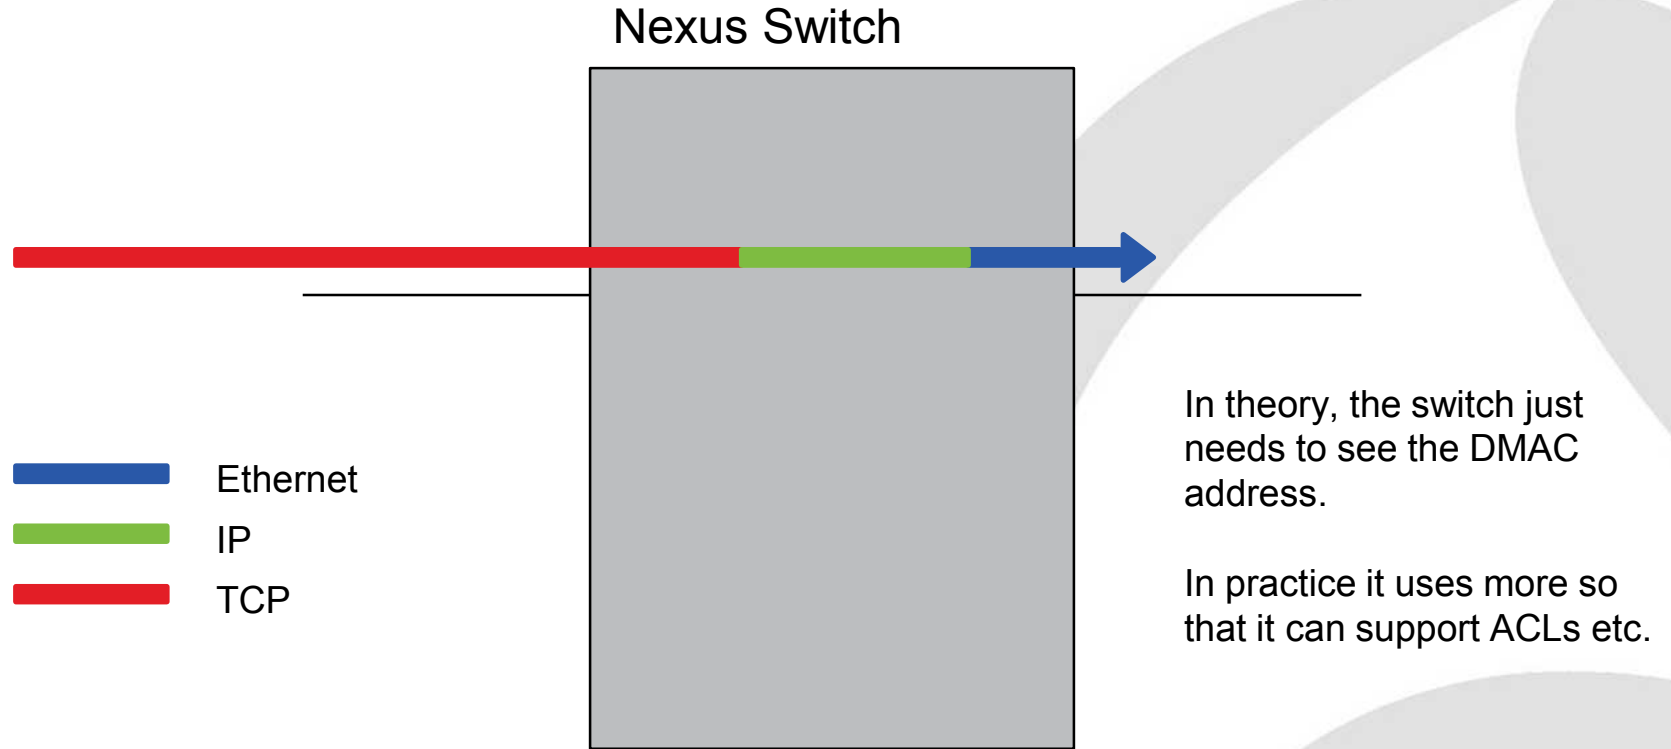 Nexus Switch
Ethernet
IP
TCP
In theory, the switch just
needs to see the DMAC
address.
In practice it uses more so
that it can support ACLs etc.